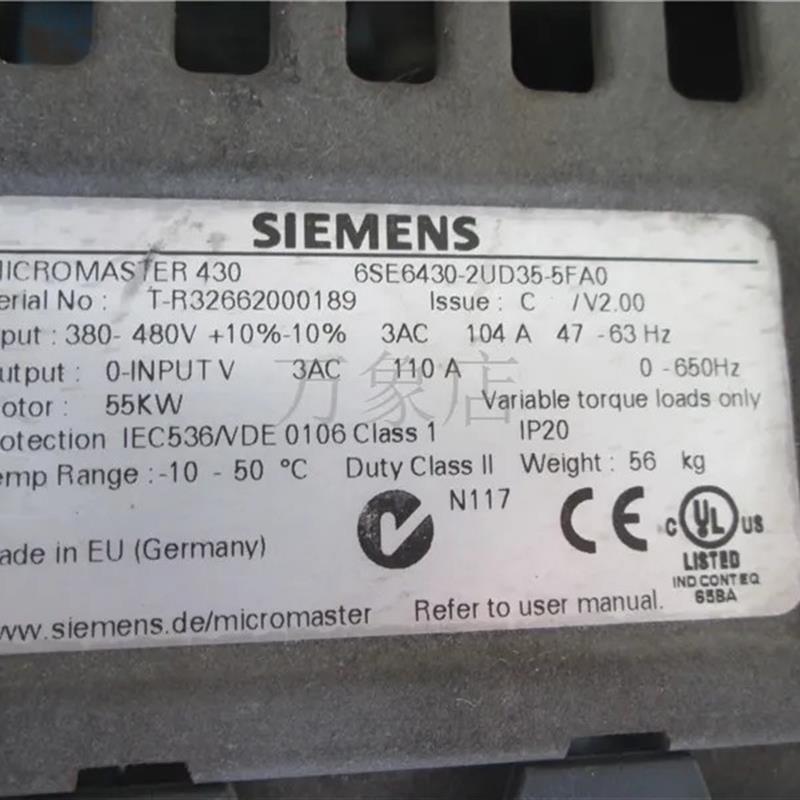 SIEMENS
MICROMASTER 430 6SE6430-2UD35-5FA0
erial No : T-R32662000189 Issue : C /V2.00
put : 380- 480V +10%-10% 3AC 104 A 47 -63 Hz
utput : 0-INPUT V 3AC 110 A 0 -650Hz
otor : 55KW Variable torque loads only
otection IEC536/VDE 0106 Class 1 IP20
emp Range :-10 - 50 °C Duty Class II Weight : 56 kg
万象店
N117
CE
C UL US
LISTED
IND CONT EQ
65BA
ade in EU (Germany)
www.siemens.de/micromaster Refer to user manual.